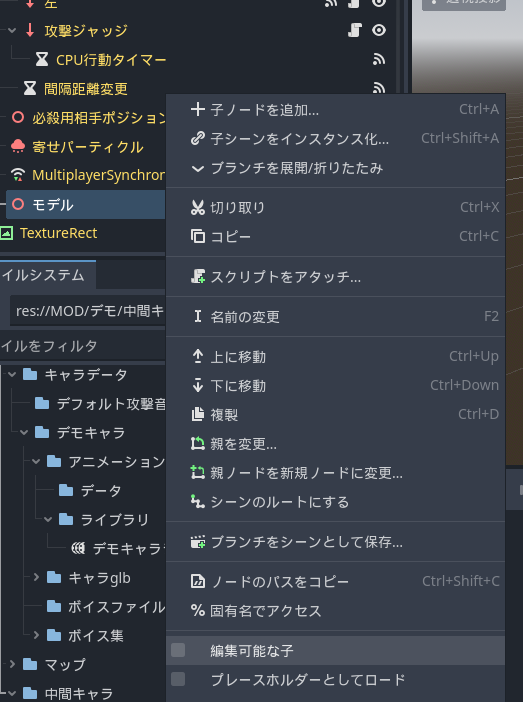 左
透視投影
攻撃ジャッジ
CPU行動タイマー
間隔距離変更
必殺用相手ポジション
寄せパーティクル
MultiplayerSynchron
モデル
TextureRect
イルシステム
res://MOD/デモ/中間キ
イルをフィルタ
キャラデータ
デフォルト攻撃音
デモキャラ
アニメーション
データ
ライブラリ
デモキャラ
キャラglb
ボイスファイル
ボイス集
マップ
中間キャラ
子ノードを追加... Ctrl+A
子シーンをインスタンス化... Ctrl+Shift+A
ブランチを展開/折りたたみ
切り取り Ctrl+X
コピー Ctrl+C
スクリプトをアタッチ...
名前の変更 F2
上に移動 Ctrl+Up
下に移動 Ctrl+Down
複製 Ctrl+D
親を変更...
親ノードを新規ノードに変更...
シーンのルートにする
ブランチをシーンとして保存...
ノードのパスをコピー Ctrl+Shift+C
% 固有名でアクセス
編集可能な子
プレースホルダーとしてロード